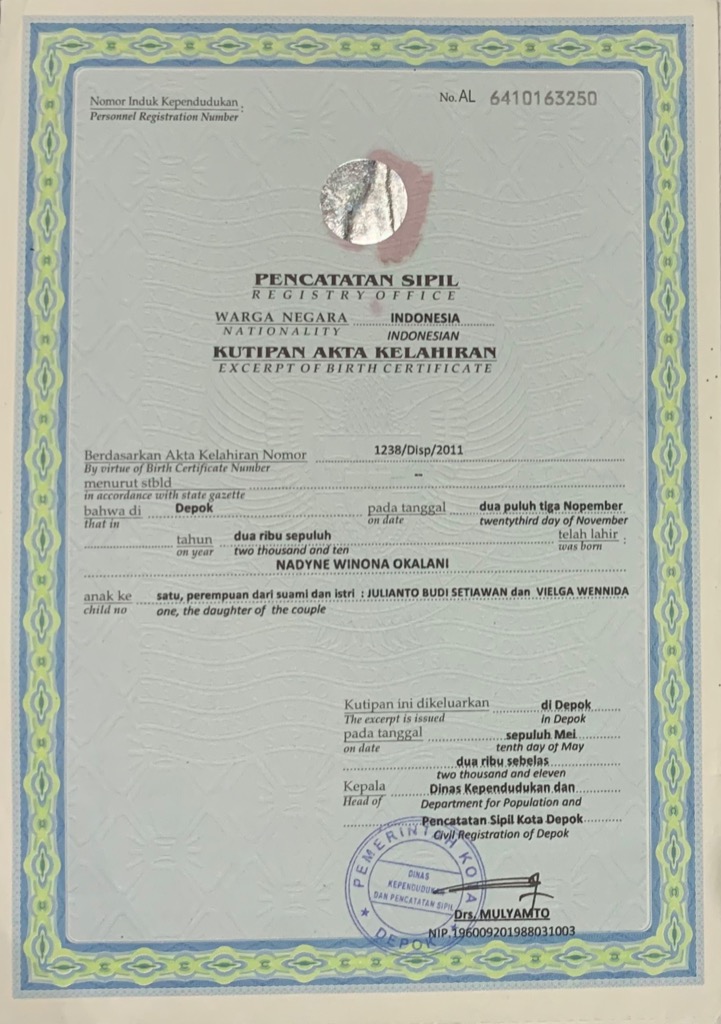 Nomor Induk Kependudukan :
Personnel Registration Number
No. AL 6410163250
PENCATATAN SIPIL
REGISTRY OFFICE
WARGA NEGARA INDONESIA
NATIONALITY INDONESIAN
KUTIPAN AKTA KELAHIRAN
EXCERPT OF BIRTH CERTIFICATE
Berdasarkan Akta Kelahiran Nomor 1238/Disp/2011
By virtue of Birth Certificate Number
menurut stbld --
in accordance with state gazette
bahwa di Depok pada tanggal dua puluh tiga Nopember
that in on date twentythird day of November
tahun dua ribu sepuluh telah lahir :
on year two thousand and ten was born
NADYNE WINONA OKALANI
anak ke satu, perempuan dari suami dan istri : JULIANTO BUDI SETIAWAN dan VIELGA WENNIDA
child no one, the daughter of the couple
Kutipan ini dikeluarkan di Depok
The excerpt is issued in Depok
pada tanggal sepuluh Mei
on date tenth day of May
dua ribu sebelas
two thousand and eleven
Kepala Dinas Kependudukan dan
Head of Department for Population and
Pencatatan Sipil Kota Depok
Civil Registration of Depok
PEMERINTAH KOTA
DINAS
KEPENDUDUKAN
DAN PENCATATAN SIPIL
DEPOK
Drs. MULYAMTO
NIP.196009201988031003